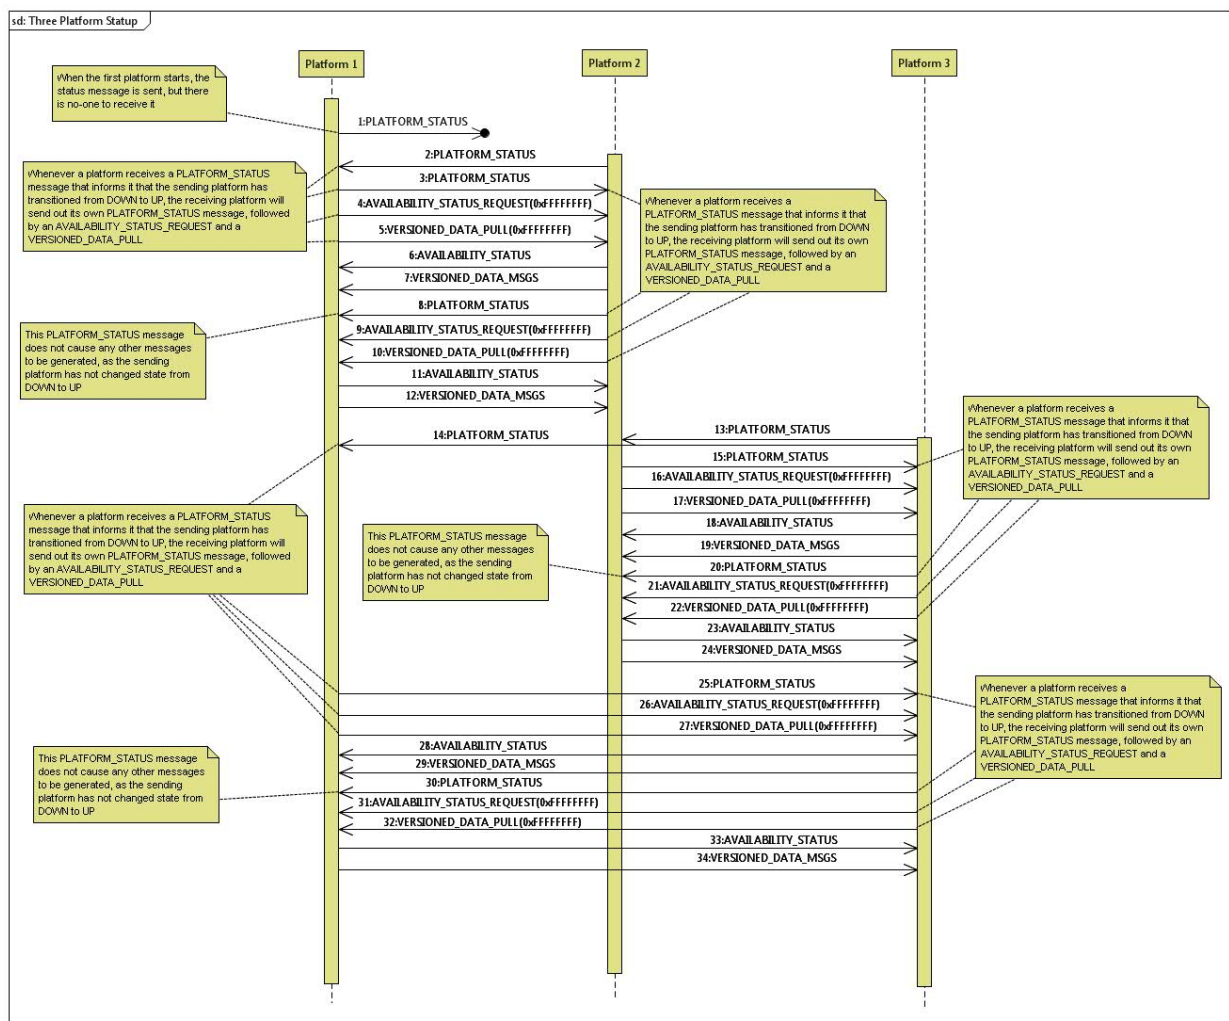 sd: Three Platform Statup
Platform 1
Platform 2
Platform 3
When the first platform starts, the
status message is sent, but there
is no-one to receive it
1:PLATFORM_STATUS
2:PLATFORM_STATUS
Whenever a platform receives a PLATFORM_STATUS
message that informs it that the sending platform has
transitioned from DOWN to UP, the receiving platform will
send out its own PLATFORM_STATUS message, followed
by an AVAILABILITY_STATUS_REQUEST and a
VERSIONED_DATA_PULL
3:PLATFORM_STATUS
4:AVAILABILITY_STATUS_REQUEST(0xFFFFFFFF)
5:VERSIONED_DATA_PULL(0xFFFFFFFF)
6:AVAILABILITY_STATUS
7:VERSIONED_DATA_MSGS
Whenever a platform receives a
PLATFORM_STATUS message that informs it that
the sending platform has transitioned from DOWN
to UP, the receiving platform will send out its own
PLATFORM_STATUS message, followed by an
AVAILABILITY_STATUS_REQUEST and a
VERSIONED_DATA_PULL
8:PLATFORM_STATUS
9:AVAILABILITY_STATUS_REQUEST(0xFFFFFFFF)
10:VERSIONED_DATA_PULL(0xFFFFFFFF)
This PLATFORM_STATUS message
does not cause any other messages
to be generated, as the sending
platform has not changed state from
DOWN to UP
11:AVAILABILITY_STATUS
12:VERSIONED_DATA_MSGS
13:PLATFORM_STATUS
14:PLATFORM_STATUS
15:PLATFORM_STATUS
16:AVAILABILITY_STATUS_REQUEST(0xFFFFFFFF)
17:VERSIONED_DATA_PULL(0xFFFFFFFF)
Whenever a platform receives a
PLATFORM_STATUS message that informs it that
the sending platform has transitioned from DOWN
to UP, the receiving platform will send out its own
PLATFORM_STATUS message, followed by an
AVAILABILITY_STATUS_REQUEST and a
VERSIONED_DATA_PULL
Whenever a platform receives a PLATFORM_STATUS
message that informs it that the sending platform has
transitioned from DOWN to UP, the receiving platform will
send out its own PLATFORM_STATUS message, followed
by an AVAILABILITY_STATUS_REQUEST and a
VERSIONED_DATA_PULL
This PLATFORM_STATUS message
does not cause any other messages
to be generated, as the sending
platform has not changed state from
DOWN to UP
18:AVAILABILITY_STATUS
19:VERSIONED_DATA_MSGS
20:PLATFORM_STATUS
21:AVAILABILITY_STATUS_REQUEST(0xFFFFFFFF)
22:VERSIONED_DATA_PULL(0xFFFFFFFF)
23:AVAILABILITY_STATUS
24:VERSIONED_DATA_MSGS
25:PLATFORM_STATUS
26:AVAILABILITY_STATUS_REQUEST(0xFFFFFFFF)
27:VERSIONED_DATA_PULL(0xFFFFFFFF)
Whenever a platform receives a
PLATFORM_STATUS message that informs it that
the sending platform has transitioned from DOWN
to UP, the receiving platform will send out its own
PLATFORM_STATUS message, followed by an
AVAILABILITY_STATUS_REQUEST and a
VERSIONED_DATA_PULL
28:AVAILABILITY_STATUS
29:VERSIONED_DATA_MSGS
30:PLATFORM_STATUS
This PLATFORM_STATUS message
does not cause any other messages
to be generated, as the sending
platform has not changed state from
DOWN to UP
31:AVAILABILITY_STATUS_REQUEST(0xFFFFFFFF)
32:VERSIONED_DATA_PULL(0xFFFFFFFF)
33:AVAILABILITY_STATUS
34:VERSIONED_DATA_MSGS